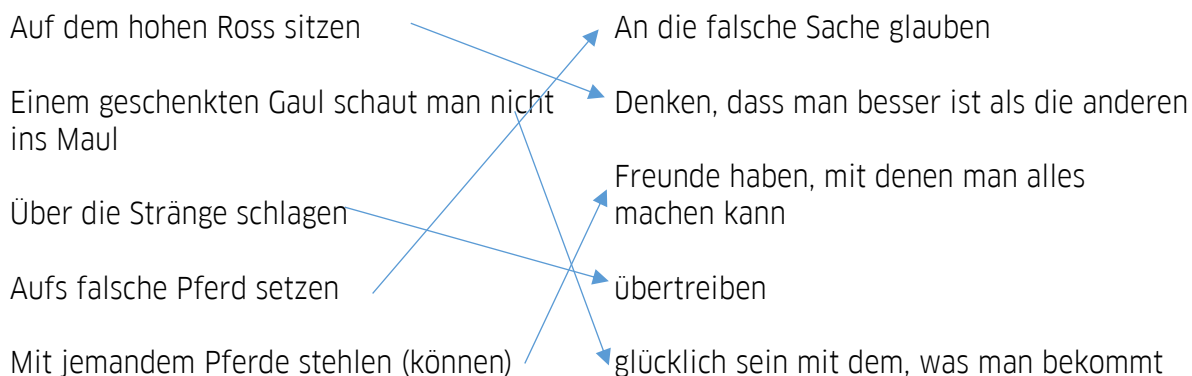 Auf dem hohen Ross sitzen
Einem geschenkten Gaul schaut man nicht
ins Maul
Über die Stränge schlagen
Aufs falsche Pferd setzen
Mit jemandem Pferde stehlen (können)
An die falsche Sache glauben
Denken, dass man besser ist als die anderen
Freunde haben, mit denen man alles
machen kann
übertreiben
glücklich sein mit dem, was man bekommt